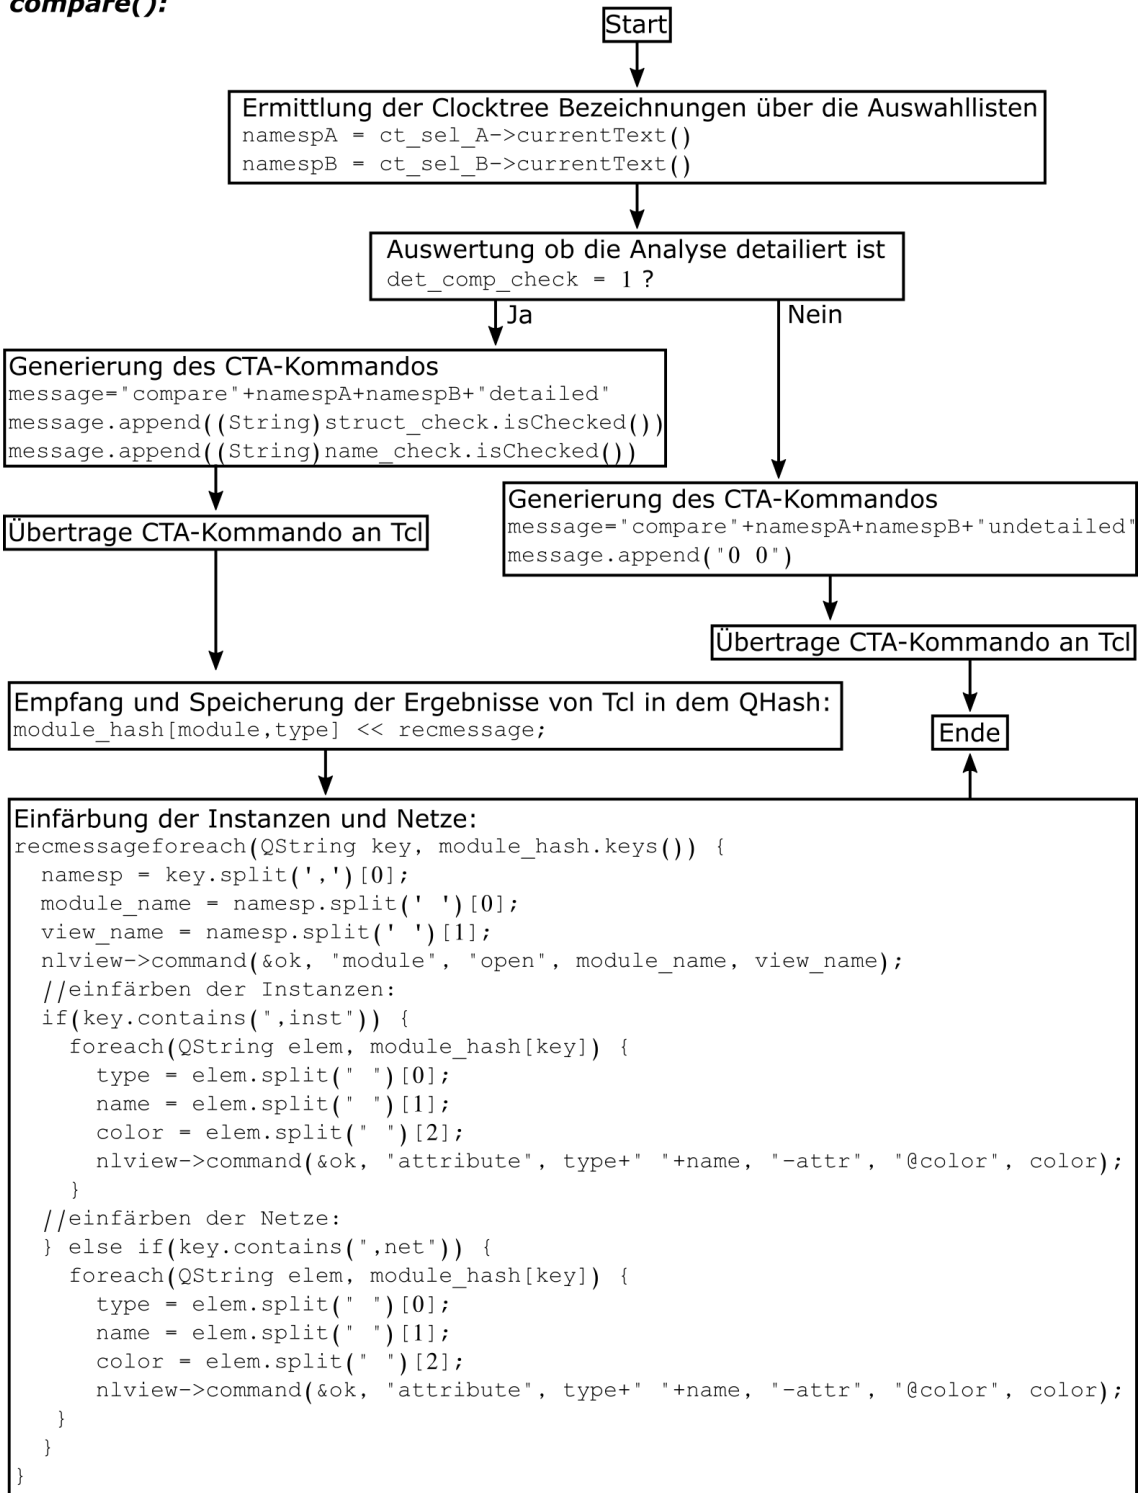 compare():
Start
Ermittlung der Clocktree Bezeichnungen über die Auswahllisten
namespA = ct_sel_A->currentText()
namespB = ct_sel_B->currentText()
Auswertung ob die Analyse detailiert ist
det_comp_check = 1 ?
Ja
Nein
Generierung des CTA-Kommandos
message="compare"+namespA+namespB+"detailed"
message.append((String)struct_check.isChecked())
message.append((String)name_check.isChecked())
Übertrage CTA-Kommando an Tcl
Generierung des CTA-Kommandos
message="compare"+namespA+namespB+"undetailed"
message.append("0 0")
Übertrage CTA-Kommando an Tcl
Empfang und Speicherung der Ergebnisse von Tcl in dem QHash:
module_hash[module,type] << recmessage;
Ende
Einfärbung der Instanzen und Netze:
recmessageforeach(QString key, module_hash.keys()) {
namesp = key.split(',')[0];
module_name = namesp.split(' ')[0];
view_name = namesp.split(' ')[1];
nlview->command(&ok, "module", "open", module_name, view_name);
//einfärben der Instanzen:
if(key.contains(",inst")) {
foreach(QString elem, module_hash[key]) {
type = elem.split(" ")[0];
name = elem.split(" ")[1];
color = elem.split(" ")[2];
nlview->command(&ok, "attribute", type+" "+name, "-attr", "@color", color);
}
//einfärben der Netze:
} else if(key.contains(",net")) {
foreach(QString elem, module_hash[key]) {
type = elem.split(" ")[0];
name = elem.split(" ")[1];
color = elem.split(" ")[2];
nlview->command(&ok, "attribute", type+" "+name, "-attr", "@color", color);
}
}
}